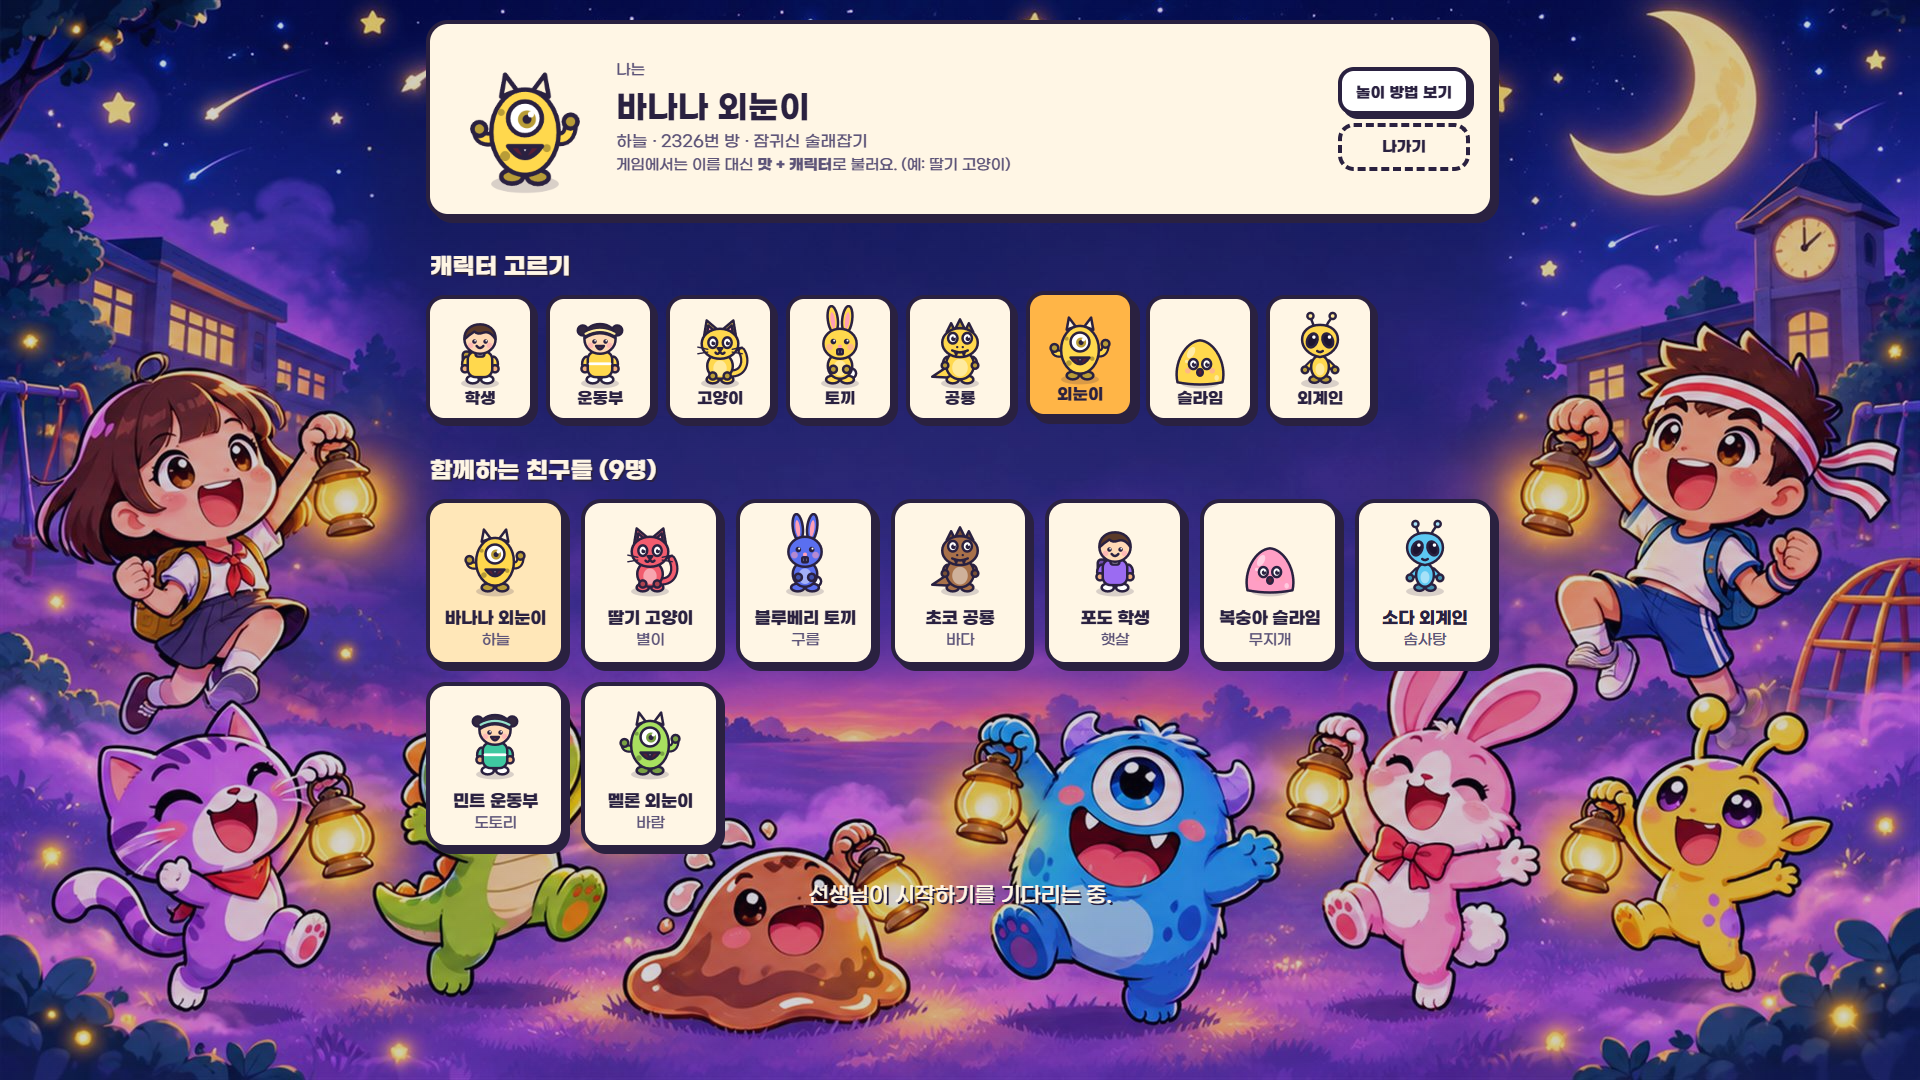 나는
바나나 외눈이
하늘 · 2326번 방 · 잠귀신 술래잡기
게임에서는 이름 대신 맛 + 캐릭터로 불러요. (예: 딸기 고양이)
놀이 방법 보기
나가기
캐릭터 고르기
학생
운동부
고양이
토끼
공룡
외눈이
슬라임
외계인
함께하는 친구들 (9명)
바나나 외눈이
하늘
딸기 고양이
별이
블루베리 토끼
구름
초코 공룡
바다
포도 학생
햇살
복숭아 슬라임
무지개
소다 외계인
솜사탕
민트 운동부
도토리
멜론 외눈이
바람
선생님이 시작하기를 기다리는 중.